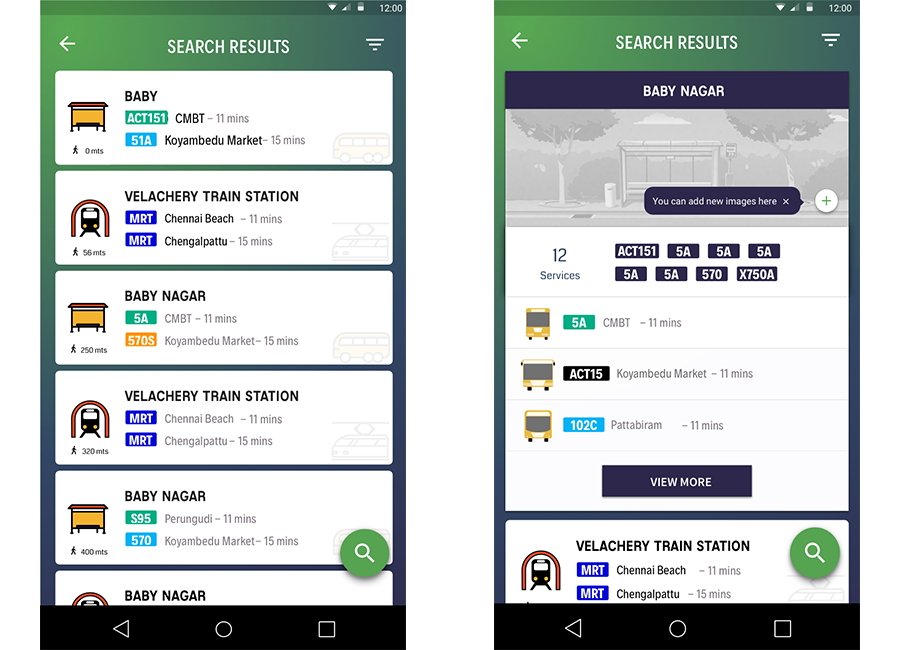 12:00
SEARCH RESULTS
BABY
ACT151 CMBT – 11 mins
51A Koyambedu Market– 15 mins
0 mts
VELACHERY TRAIN STATION
MRT Chennai Beach – 11 mins
MRT Chengalpattu – 15 mins
56 mts
BABY NAGAR
5A CMBT – 11 mins
570S Koyambedu Market– 15 mins
250 mts
VELACHERY TRAIN STATION
MRT Chennai Beach – 11 mins
MRT Chengalpattu – 15 mins
320 mts
BABY NAGAR
S95 Perungudi – 11 mins
570 Koyambedu Market– 15 mins
400 mts
BABY NAGAR
12:00
SEARCH RESULTS
BABY NAGAR
You can add new images here ×
12
Services
ACT151 5A 5A 5A
5A 5A 570 X750A
5A CMBT – 11 mins
ACT15 Koyambedu Market – 11 mins
102C Pattabiram – 11 mins
VIEW MORE
VELACHERY TRAIN STATION
MRT Chennai Beach – 11 mins
MRT Chengalpattu – 15 mins